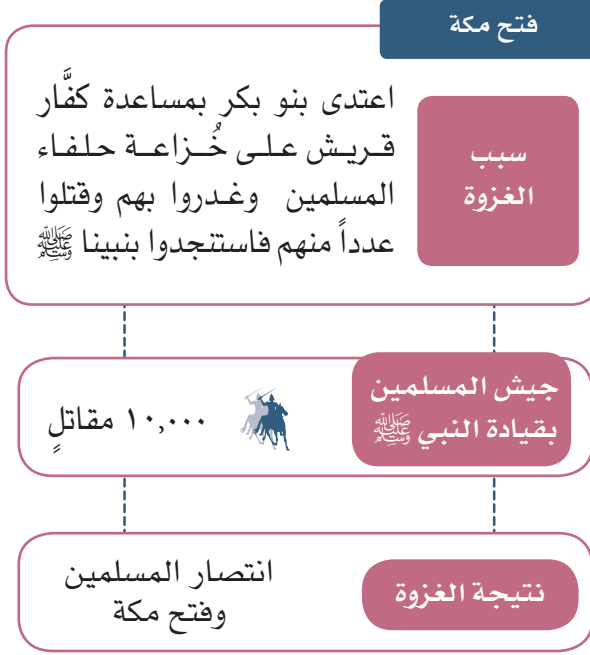 فتح مكة
سبب
الغزوة
اعتدى بنو بكر بمساعدة كفَّار
قـريـش عـلـى خُـزاعـــة حـلـفـاء
المسلمين وغـدروا بهم وقتلوا
عدداً منهم فاستنجدوا بنبينا ﷺ
جيش المسلمين
بقيادة النبي ﷺ
١٠,٠٠٠ مقاتلٍ
نتيجة الغزوة
انتصار المسلمين
وفتح مكة